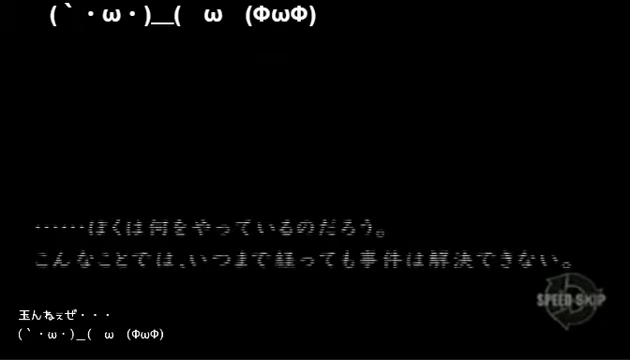 (｀・ω・)＿(　ω　(ΦωΦ)
……ぼくは何をやっているのだろう。
こんなことでは、いつまで経っても事件は解決できない。
SPEED SKIP
玉んねぇぜ・・・
(｀・ω・)＿(　ω　(ΦωΦ)